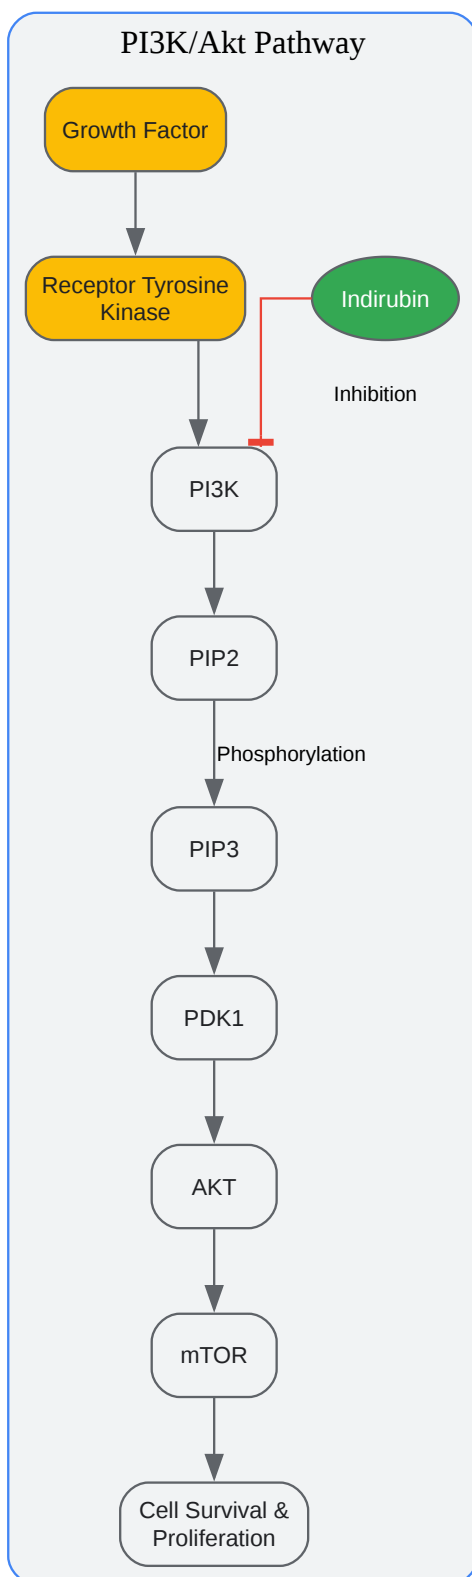 PI3K/Akt Pathway
Growth Factor
Receptor Tyrosine
Kinase
Indirubin
Inhibition
PI3K
PIP2
Phosphorylation
PIP3
PDK1
AKT
mTOR
Cell Survival &
Proliferation